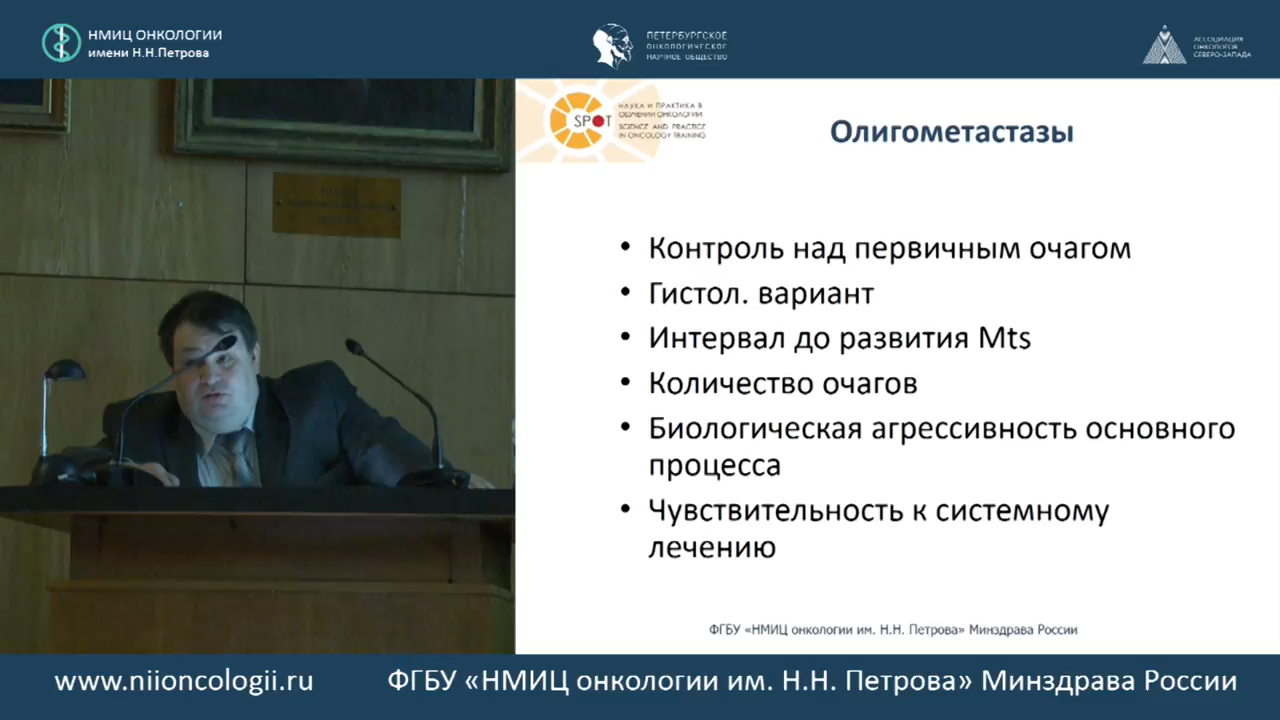 НМИЦ ОНКОЛОГИИ
имени Н.Н.Петрова
ПЕТЕРБУРГСКОЕ
ОНКОЛОГИЧЕСКОЕ
НАУЧНОЕ ОБЩЕСТВО
АССОЦИАЦИЯ
ОНКОЛОГОВ
СЕВЕРО-ЗАПАДА
SPOT
НАУКА И ПРАКТИКА В
ОБУЧЕНИИ ОНКОЛОГИИ
SCIENCE AND PRACTICE
IN ONCOLOGY TRAINING
Олигометастазы
• Контроль над первичным очагом
• Гистол. вариант
• Интервал до развития Mts
• Количество очагов
• Биологическая агрессивность основного
процесса
• Чувствительность к системному
лечению
ФГБУ «НМИЦ онкологии им. Н.Н. Петрова» Минздрава России
www.niioncologii.ru
ФГБУ «НМИЦ онкологии им. Н.Н. Петрова» Минздрава России